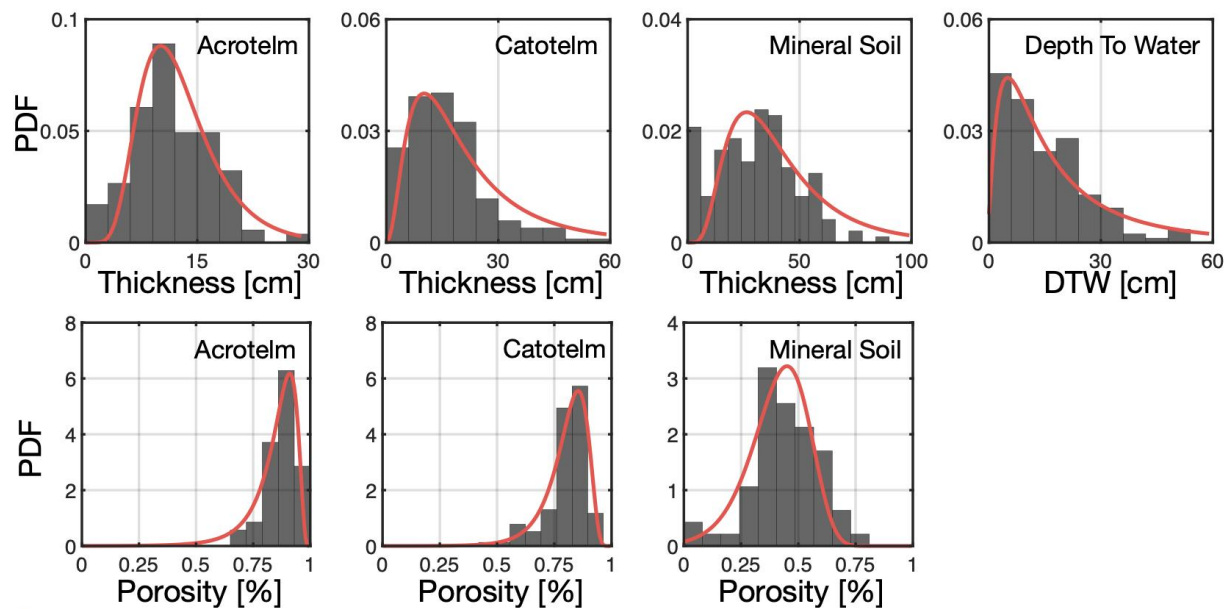 PDF
0.1
0.05
0
Acrotelm
0 15 30
Thickness [cm]
0.06
0.03
0
Catotelm
0 30 60
Thickness [cm]
0.04
0.02
0
Mineral Soil
0 50 100
Thickness [cm]
0.06
0.03
0
Depth To Water
0 30 60
DTW [cm]
PDF
8
6
4
2
0
Acrotelm
0 0.25 0.5 0.75 1
Porosity [%]
8
6
4
2
0
Catotelm
0 0.25 0.5 0.75 1
Porosity [%]
4
3
2
1
0
Mineral Soil
0 0.25 0.5 0.75 1
Porosity [%]